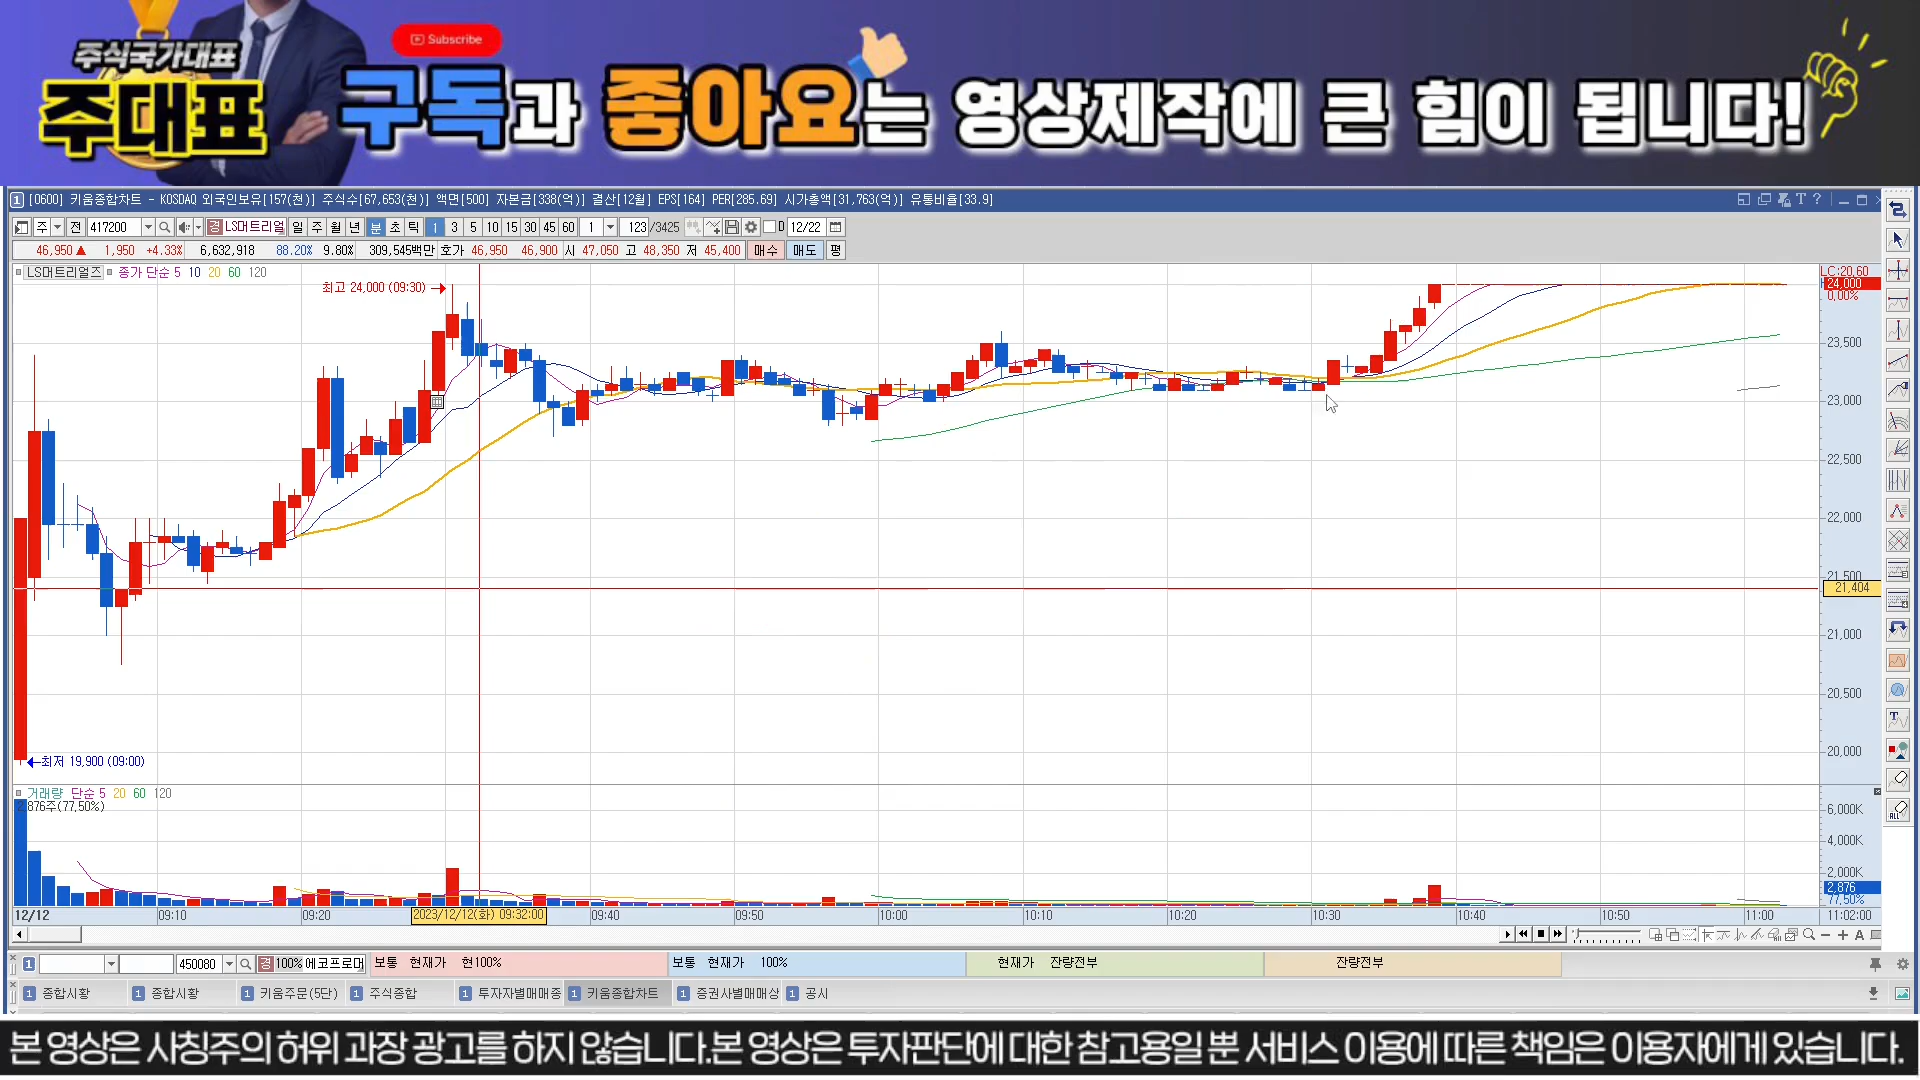 주식국가대표
주대표
Subscribe
구독과 좋아요는 영상제작에 큰 힘이 됩니다!
1 [0600] 키움종합차트 - KOSDAQ 외국인보유[157(천)] 주식수[67,653(천)] 액면[500] 자본금[338(억)] 결산[12월] EPS[164] PER[285.69] 시가총액[31,763(억)] 유통비율[33.9]
주 전 417200 경 LS머트리얼 일 주 월 년 분 초 틱 1 3 5 10 15 30 45 60 1 123 /3425 D 12/22
46,950 ▲ 1,950 +4.33% 6,632,918 88.20% 9.80% 309,545백만 호가 46,950 46,900 시 47,050 고 48,350 저 45,400 매수 매도 평
LS머트리얼즈 종가 단순 5 10 20 60 120
LC:20,60
24,000
0,00%
최고 24,000 (09:30)
23,500
23,000
22,500
22,000
21,500
21,404
21,000
20,500
20,000
최저 19,900 (09:00)
거래량 단순 5 20 60 120
2,876주(77,50%)
6,000K
4,000K
2,000K
2,876
77,50%
12/12 09:10 09:20 2023/12/12(화) 09:32:00 09:40 09:50 10:00 10:10 10:20 10:30 10:40 10:50 11:00 11:02:00
1 450080 경 100% 에코프로머 보통 현재가 현100% 보통 현재가 100% 현재가 잔량전부 잔량전부
1 종합시황 1 종합시황 1 키움주문(5단) 1 주식종합 1 투자자별매매종 1 키움종합차트 1 증권사별매매상 1 공시
본 영상은 사칭주의 허위 과장 광고를 하지 않습니다.본 영상은 투자판단에 대한 참고용일 뿐 서비스 이용에 따른 책임은 이용자에게 있습니다.